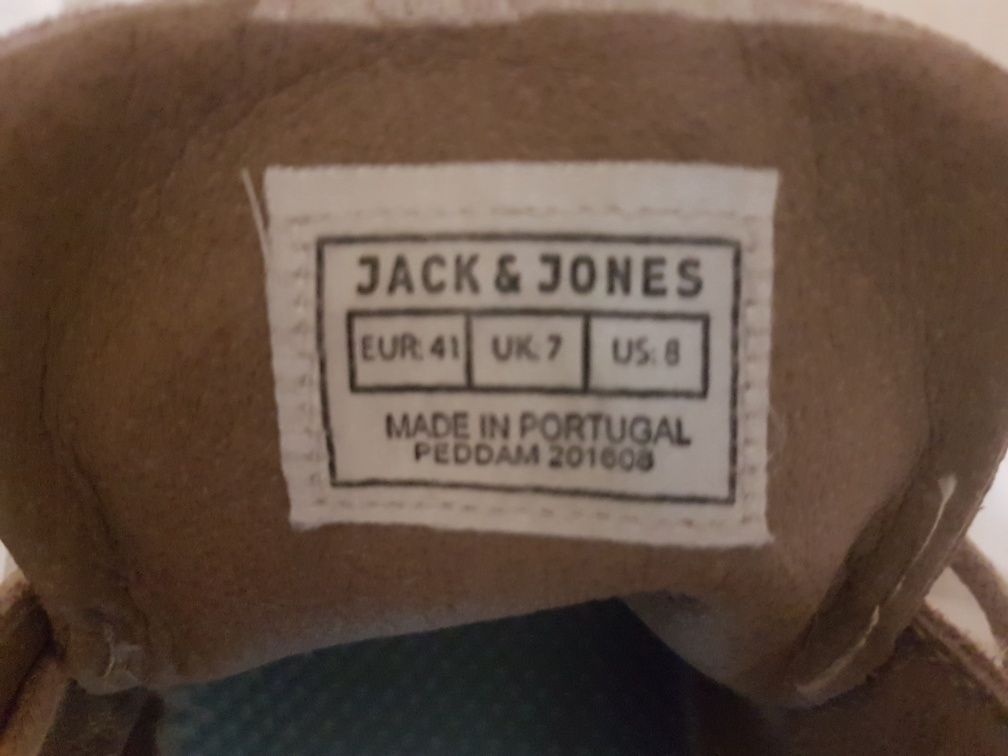 JACK & JONES
EUR: 41 UK: 7 US: 8
MADE IN PORTUGAL
PEDDAM 201608